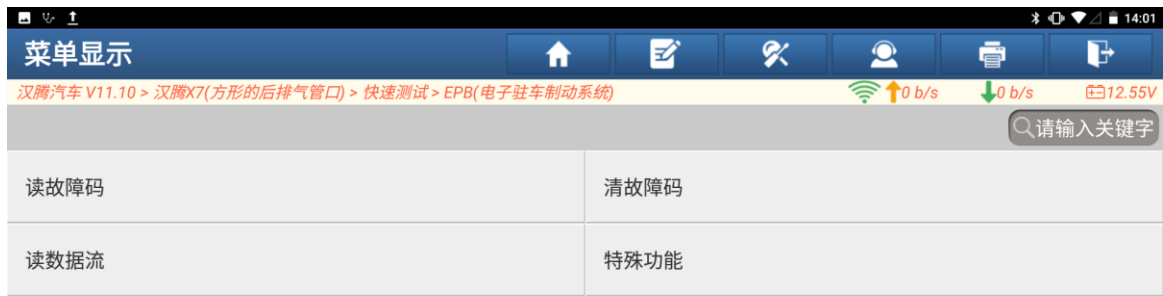 14:01
菜单显示
汉腾汽车 V11.10 > 汉腾X7(方形的后排气管口) > 快速测试 > EPB(电子驻车制动系统) 0 b/s 0 b/s 12.55V
请输入关键字
读故障码 清故障码
读数据流 特殊功能